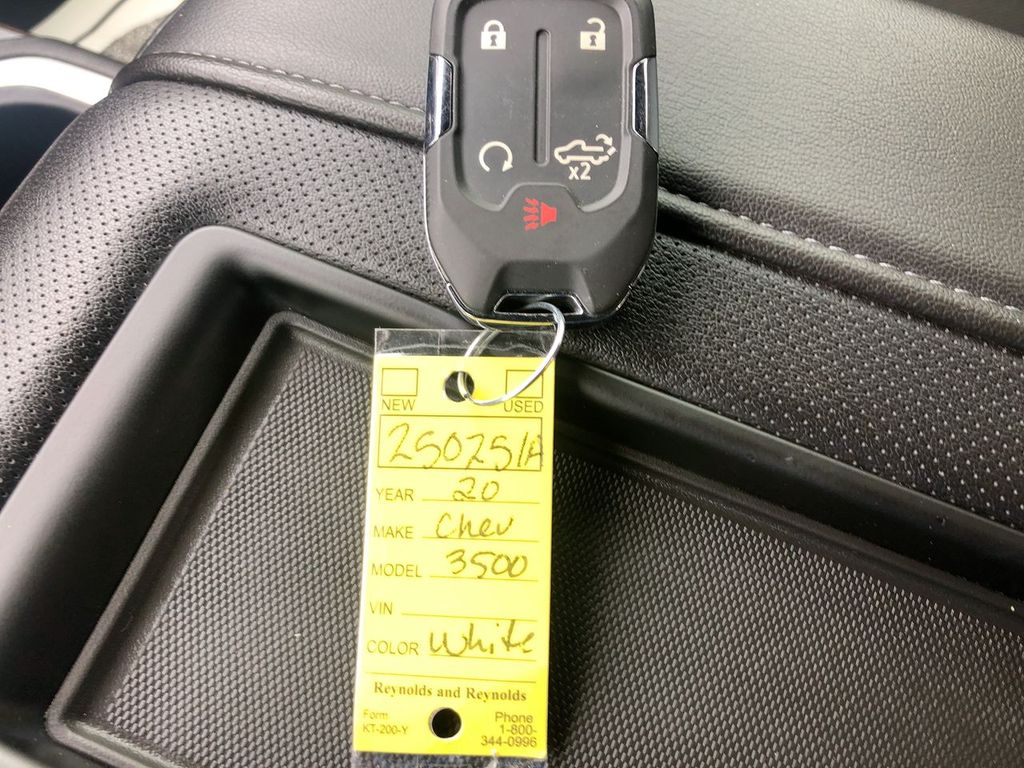 x2
NEW USED
250251A
YEAR 20
MAKE Chev
MODEL 3500
VIN
COLOR White
Reynolds and Reynolds
Form
KT-200-Y
Phone
1-800-
344-0996